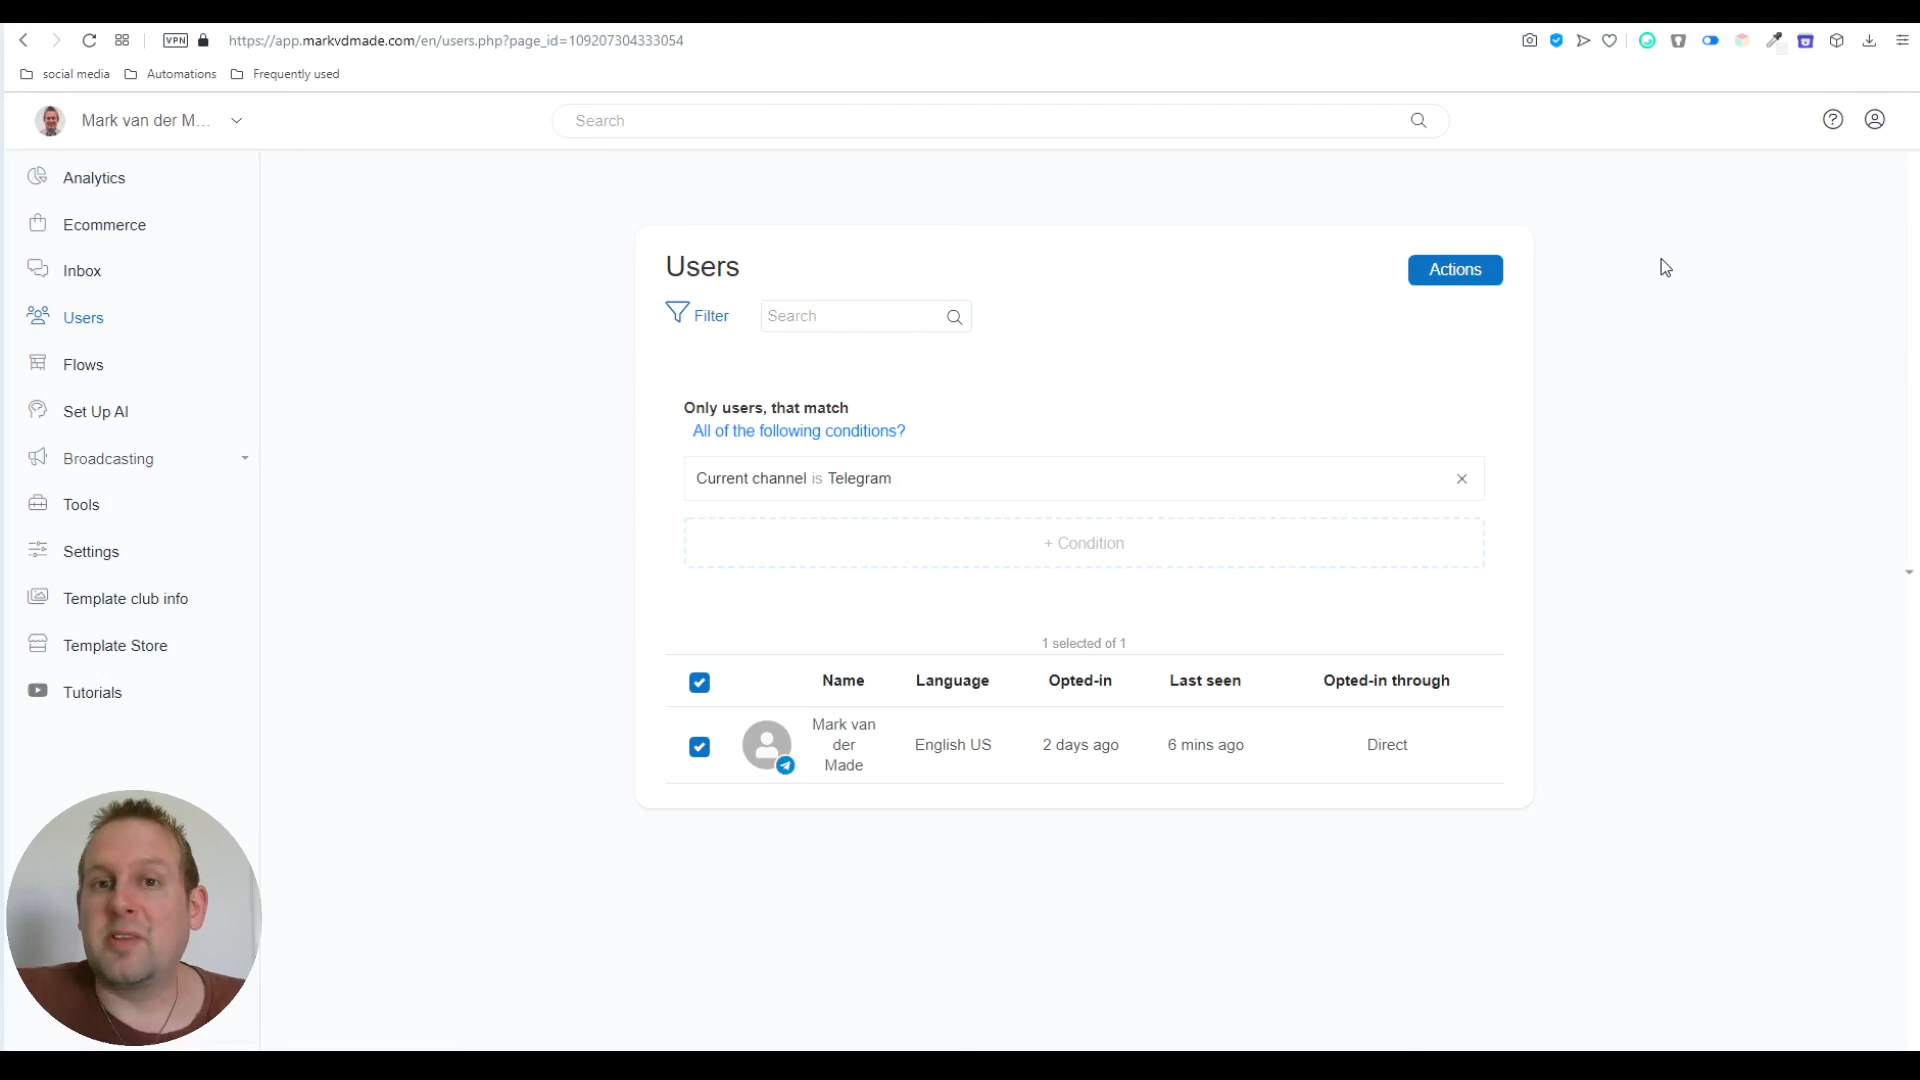 VPN
https://app.markvdmade.com/en/users.php?page_id=109207304333054
social media
Automations
Frequently used
Mark van der M...
Search
Analytics
Ecommerce
Inbox
Users
Flows
Set Up AI
Broadcasting
Tools
Settings
Template club info
Template Store
Tutorials
Users
Actions
Filter
Search
Only users, that match
All of the following conditions?
Current channel is Telegram
+ Condition
1 selected of 1
Name Language Opted-in Last seen Opted-in through
Mark van
der
Made
English US 2 days ago 6 mins ago Direct